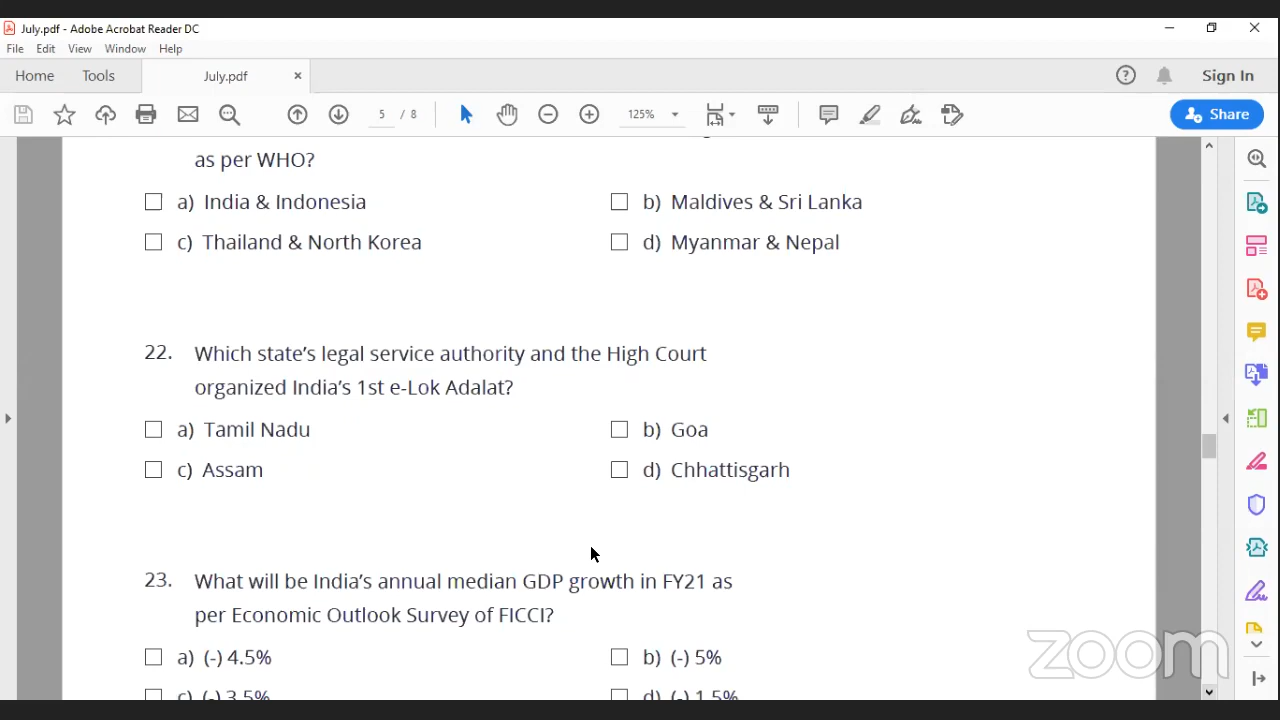 July.pdf - Adobe Acrobat Reader DC
File Edit View Window Help
Home Tools July.pdf × Sign In
5 / 8 125% Share
as per WHO?
a) India & Indonesia b) Maldives & Sri Lanka
c) Thailand & North Korea d) Myanmar & Nepal
22. Which state's legal service authority and the High Court
organized India's 1st e-Lok Adalat?
a) Tamil Nadu b) Goa
c) Assam d) Chhattisgarh
23. What will be India's annual median GDP growth in FY21 as
per Economic Outlook Survey of FICCI?
a) (-) 4.5% b) (-) 5%
c) (-) 3.5% d) (-) 1.5%
zoom